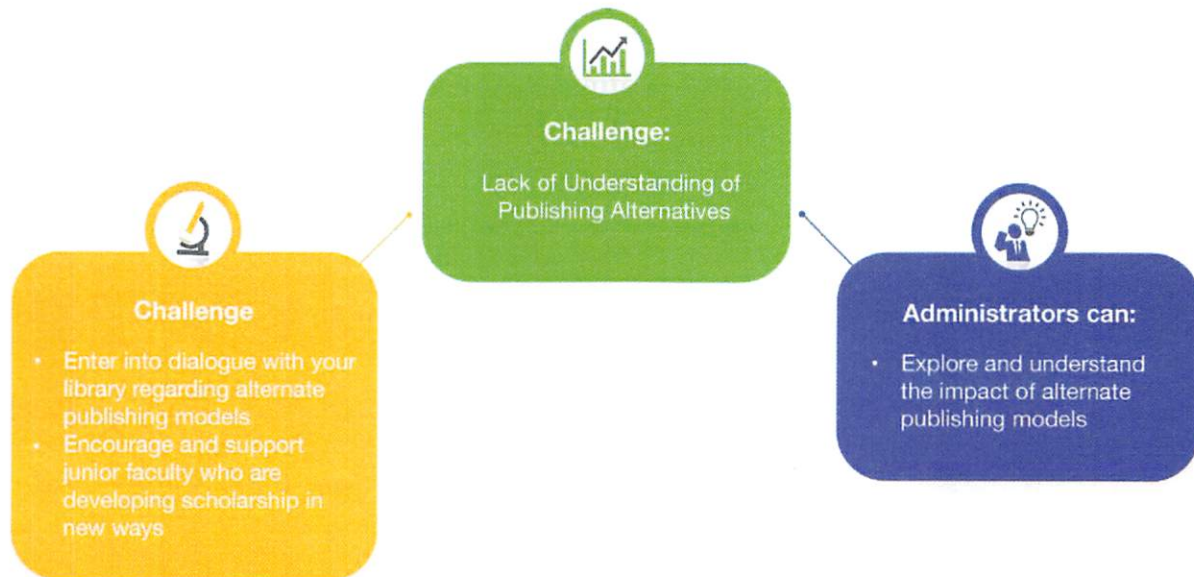 Challenge:
Lack of Understanding of
Publishing Alternatives
Challenge
• Enter into dialogue with your
library regarding alternate
publishing models
• Encourage and support
junior faculty who are
developing scholarship in
new ways
Administrators can:
• Explore and understand
the impact of alternate
publishing models